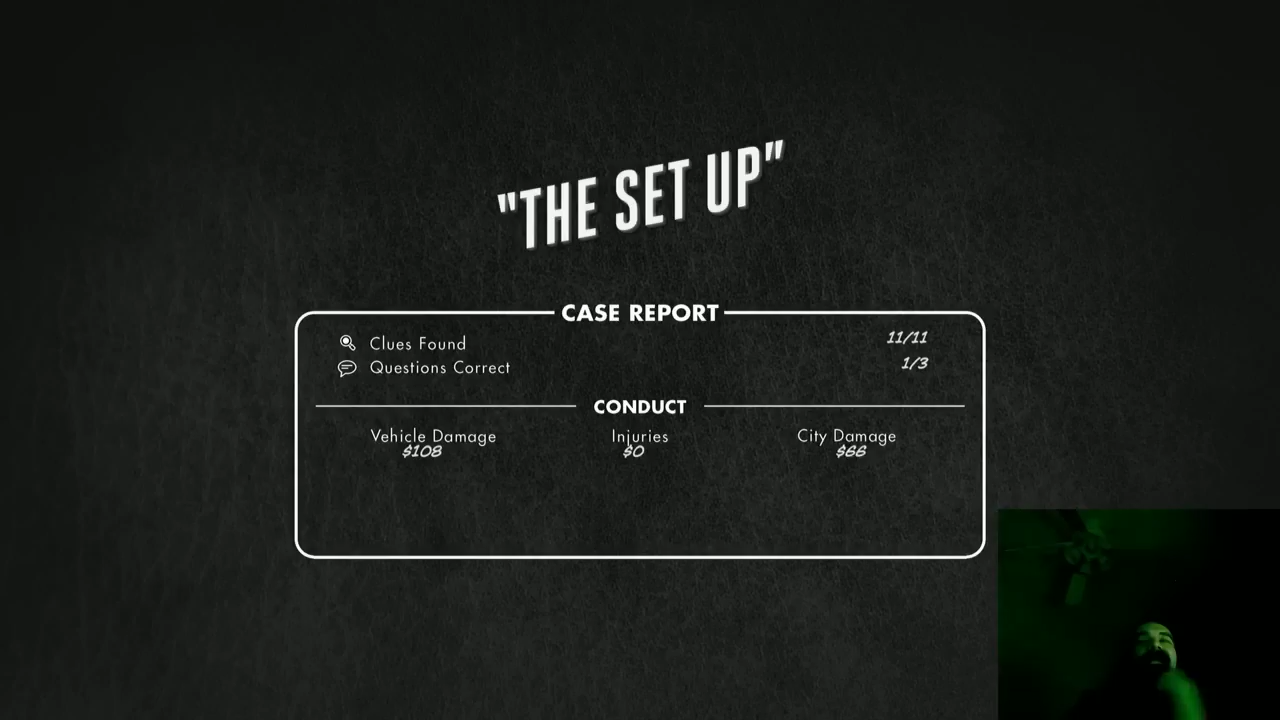 "THE SET UP"
CASE REPORT
Clues Found 11/11
Questions Correct 1/3
CONDUCT
Vehicle Damage Injuries City Damage
$108 $0 $66